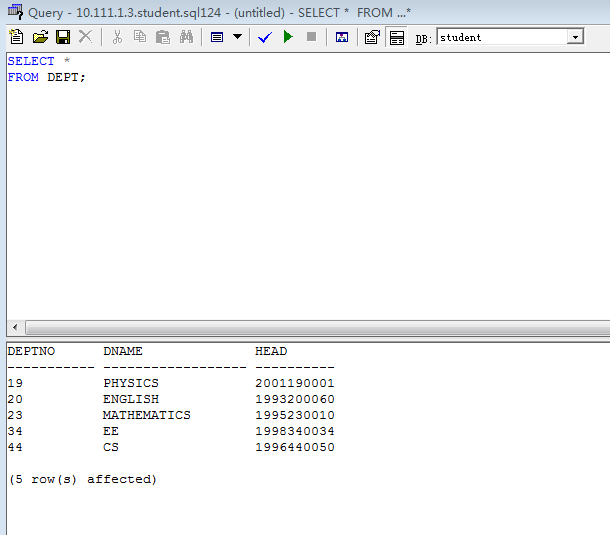 Query - 10.111.1.3.student.sql124 - (untitled) - SELECT *  FROM ...*
DB: student
SELECT *
FROM DEPT;
DEPTNO      DNAME              HEAD
----------- ------------------ ----------
19          PHYSICS            2001190001
20          ENGLISH            1993200060
23          MATHEMATICS        1995230010
34          EE                 1998340034
44          CS                 1996440050
(5 row(s) affected)